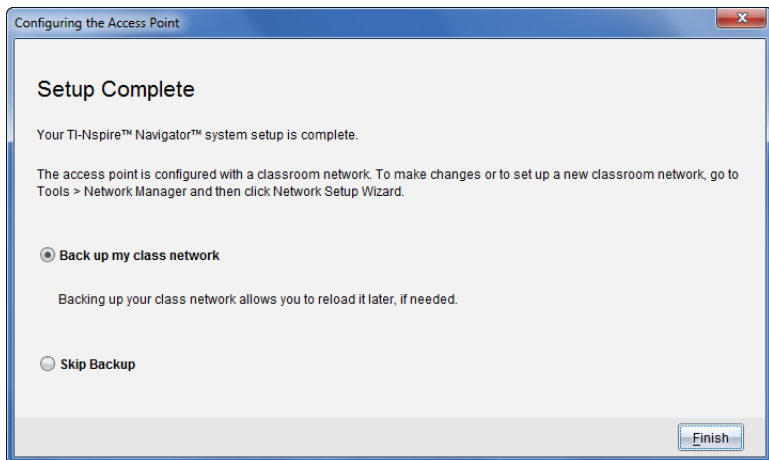 Configuring the Access Point
Setup Complete
Your TI-Nspire™ Navigator™ system setup is complete.
The access point is configured with a classroom network. To make changes or to set up a new classroom network, go to
Tools > Network Manager and then click Network Setup Wizard.
Back up my class network
Backing up your class network allows you to reload it later, if needed.
Skip Backup
Finish